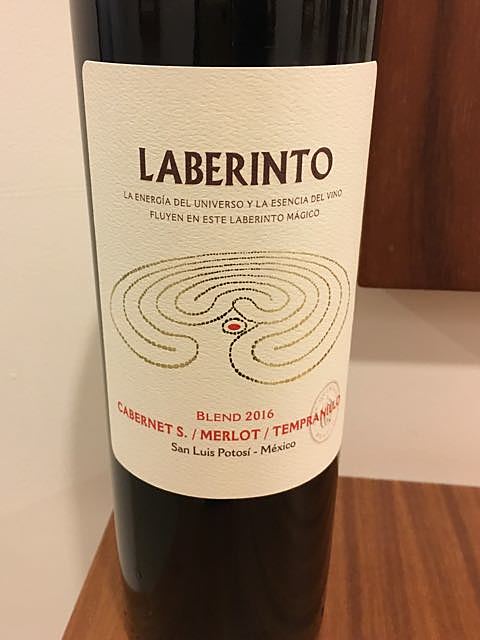 LABERINTO
LA ENERGÍA DEL UNIVERSO Y LA ESENCIA DEL VINO
FLUYEN EN ESTE LABERINTO MÁGICO
BLEND 2016
CABERNET S. / MERLOT / TEMPRANILLO
San Luis Potosí - México